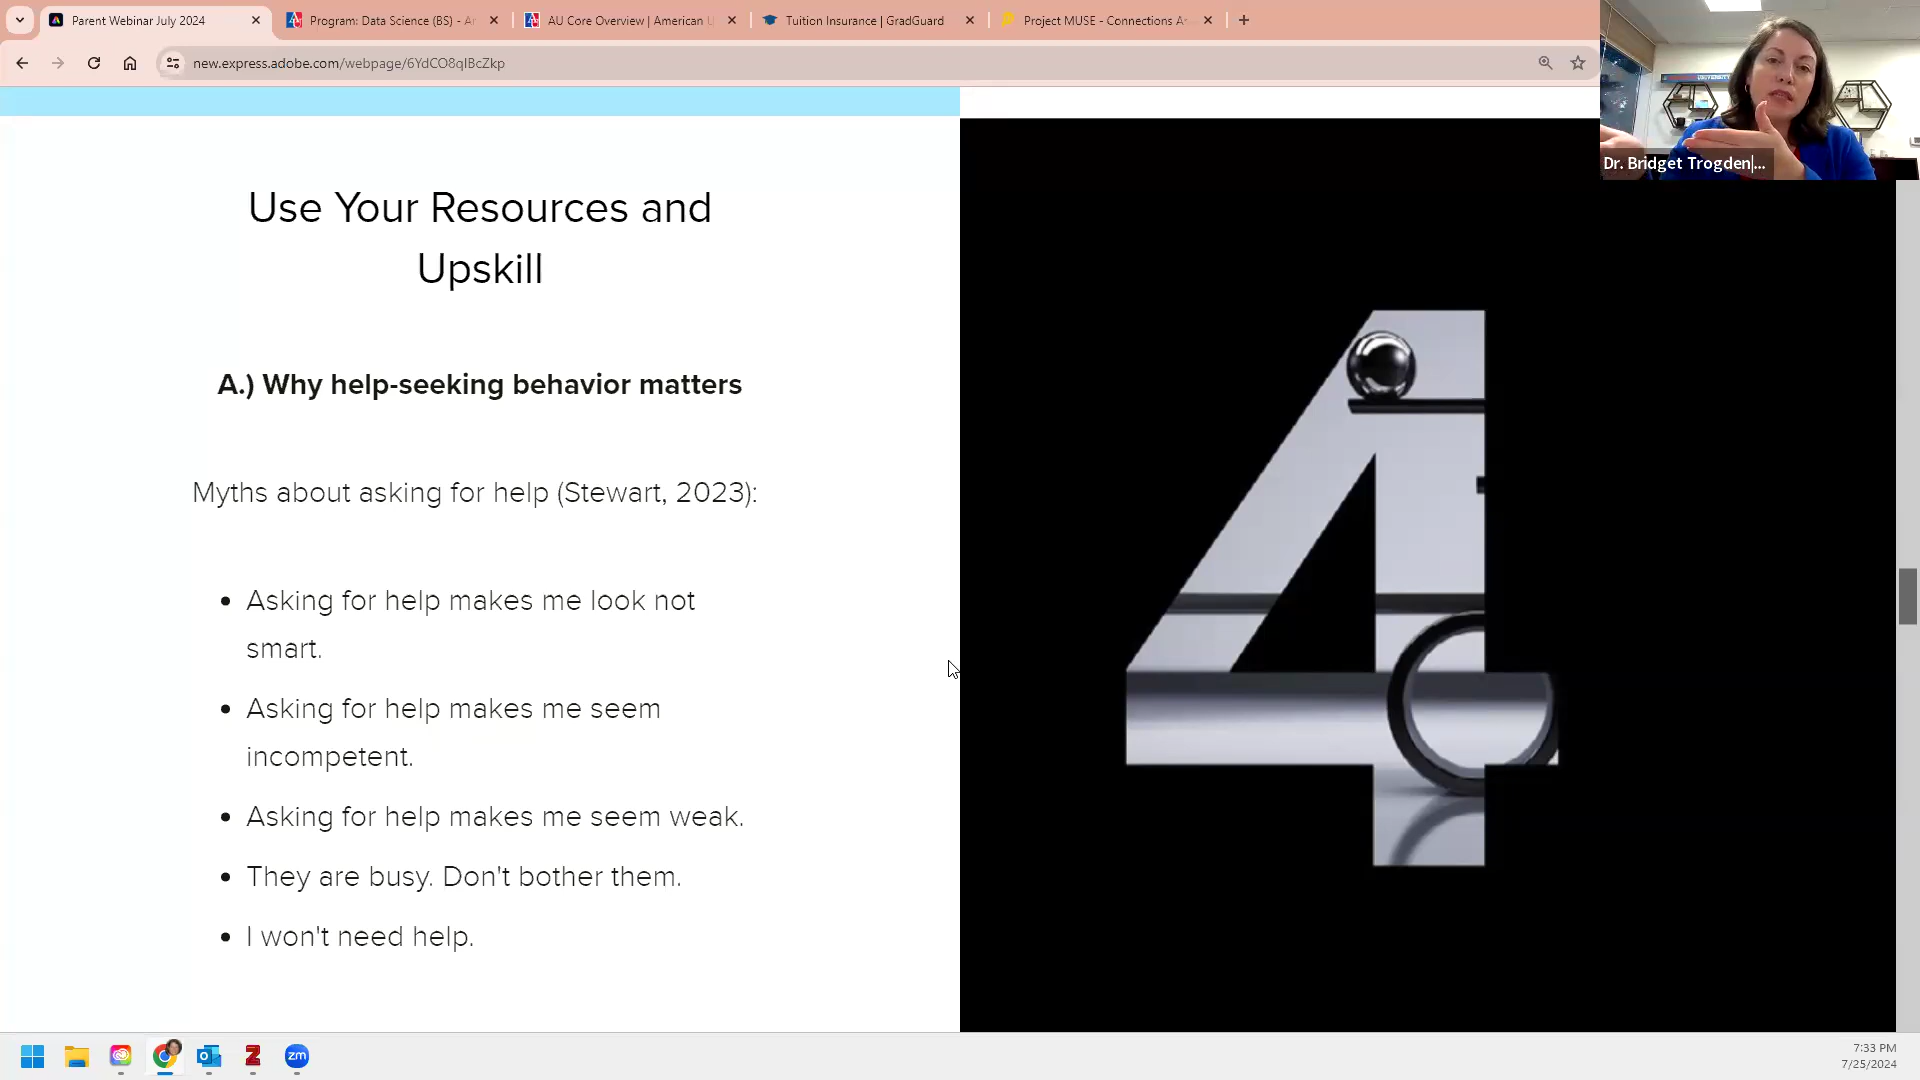 Parent Webinar July 2024
Program: Data Science (BS) - Ar
AU Core Overview | American U
Tuition Insurance | GradGuard
Project MUSE - Connections A
new.express.adobe.com/webpage/6YdCO8qIBcZkp
UNIVERSITY
Dr. Bridget Trogden|...
Use Your Resources and
Upskill
A.) Why help-seeking behavior matters
Myths about asking for help (Stewart, 2023):
• Asking for help makes me look not
smart.
• Asking for help makes me seem
incompetent.
• Asking for help makes me seem weak.
• They are busy. Don't bother them.
• I won't need help.
4
zm
7:33 PM
7/25/2024